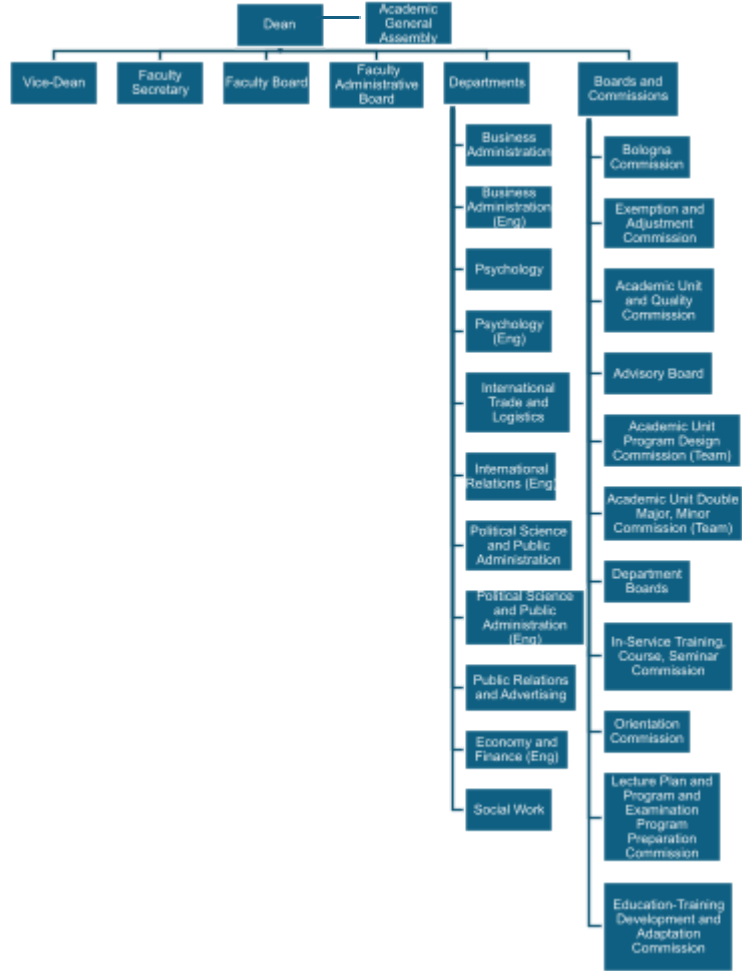 Dean
Academic
General
Assembly
Vice-Dean
Faculty
Secretary
Faculty Board
Faculty
Administrative
Board
Departments
Boards and
Commissions
Business
Administration
Business
Administration
(Eng)
Psychology
Psychology
(Eng)
International
Trade and
Logistics
International
Relations (Eng)
Political Science
and Public
Administration
Political Science
and Public
Administration
(Eng)
Public Relations
and Advertising
Economy and
Finance (Eng)
Social Work
Bologna
Commission
Exemption and
Adjustment
Commission
Academic Unit
and Quality
Commission
Advisory Board
Academic Unit
Program Design
Commission (Team)
Academic Unit Double
Major, Minor
Commission (Team)
Department
Boards
In-Service Training,
Course, Seminar
Commission
Orientation
Commission
Lecture Plan and
Program and
Examination
Program
Preparation
Commission
Education-Training
Development and
Adaptation
Commission